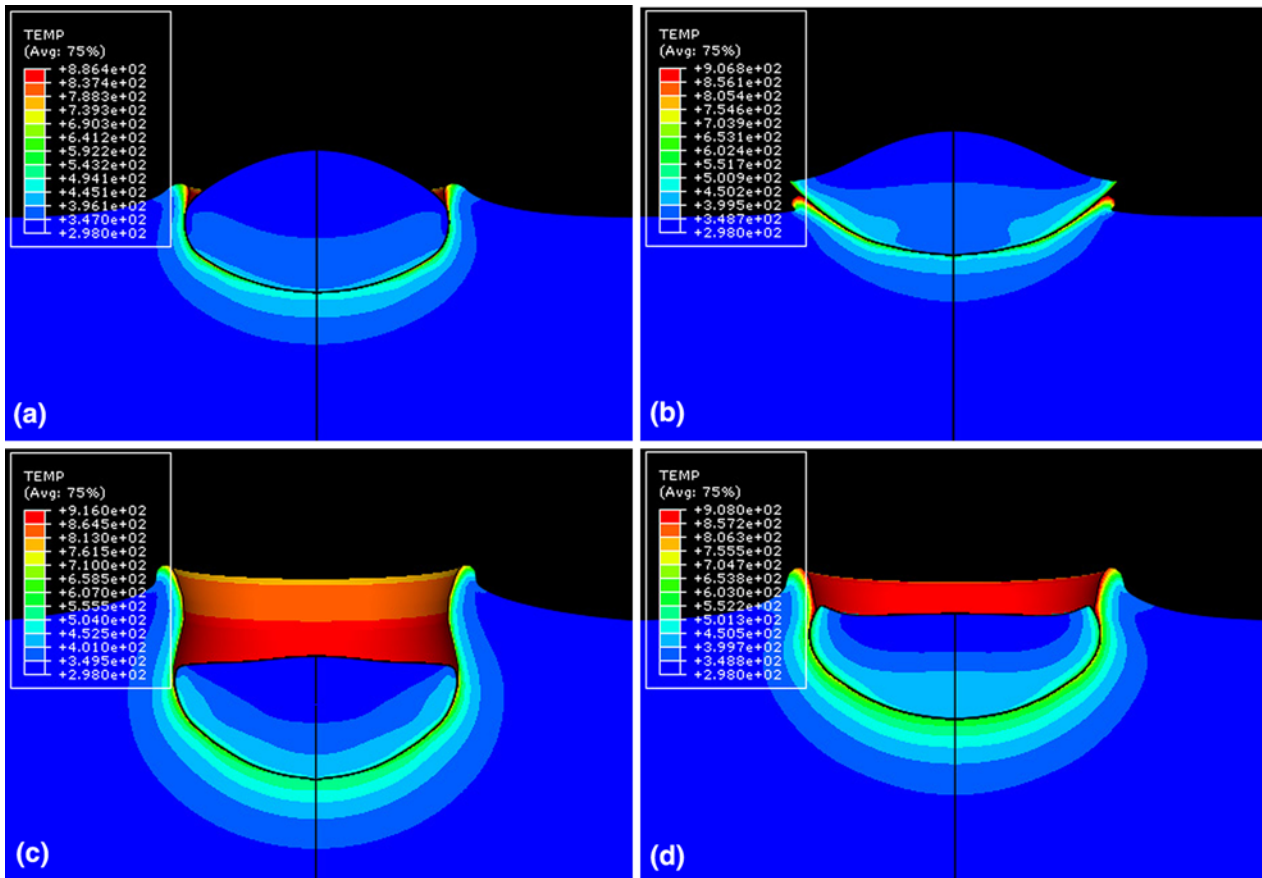 TEMP
(Avg: 75%)
+8.864e+02
+8.374e+02
+7.883e+02
+7.393e+02
+6.903e+02
+6.412e+02
+5.922e+02
+5.432e+02
+4.941e+02
+4.451e+02
+3.961e+02
+3.470e+02
+2.980e+02
(a)
TEMP
(Avg: 75%)
+9.068e+02
+8.561e+02
+8.054e+02
+7.546e+02
+7.039e+02
+6.531e+02
+6.024e+02
+5.517e+02
+5.009e+02
+4.502e+02
+3.995e+02
+3.487e+02
+2.980e+02
(b)
TEMP
(Avg: 75%)
+9.160e+02
+8.645e+02
+8.130e+02
+7.615e+02
+7.100e+02
+6.585e+02
+6.070e+02
+5.555e+02
+5.040e+02
+4.525e+02
+4.010e+02
+3.495e+02
+2.980e+02
(c)
TEMP
(Avg: 75%)
+9.080e+02
+8.572e+02
+8.063e+02
+7.555e+02
+7.047e+02
+6.538e+02
+6.030e+02
+5.522e+02
+5.013e+02
+4.505e+02
+3.997e+02
+3.488e+02
+2.980e+02
(d)